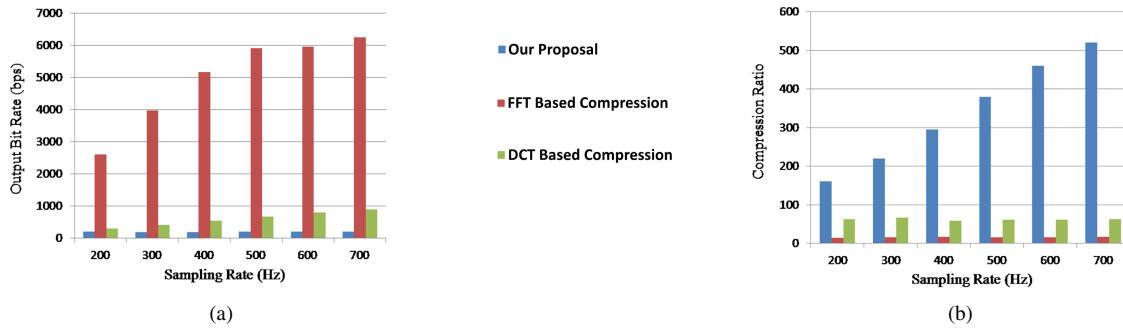 7000
6000
5000
4000
3000
2000
1000
0
Output Bit Rate (bps)
200 300 400 500 600 700
Sampling Rate (Hz)
(a)
Our Proposal
FFT Based Compression
DCT Based Compression
600
500
400
300
200
100
0
Compression Ratio
200 300 400 500 600 700
Sampling Rate (Hz)
(b)